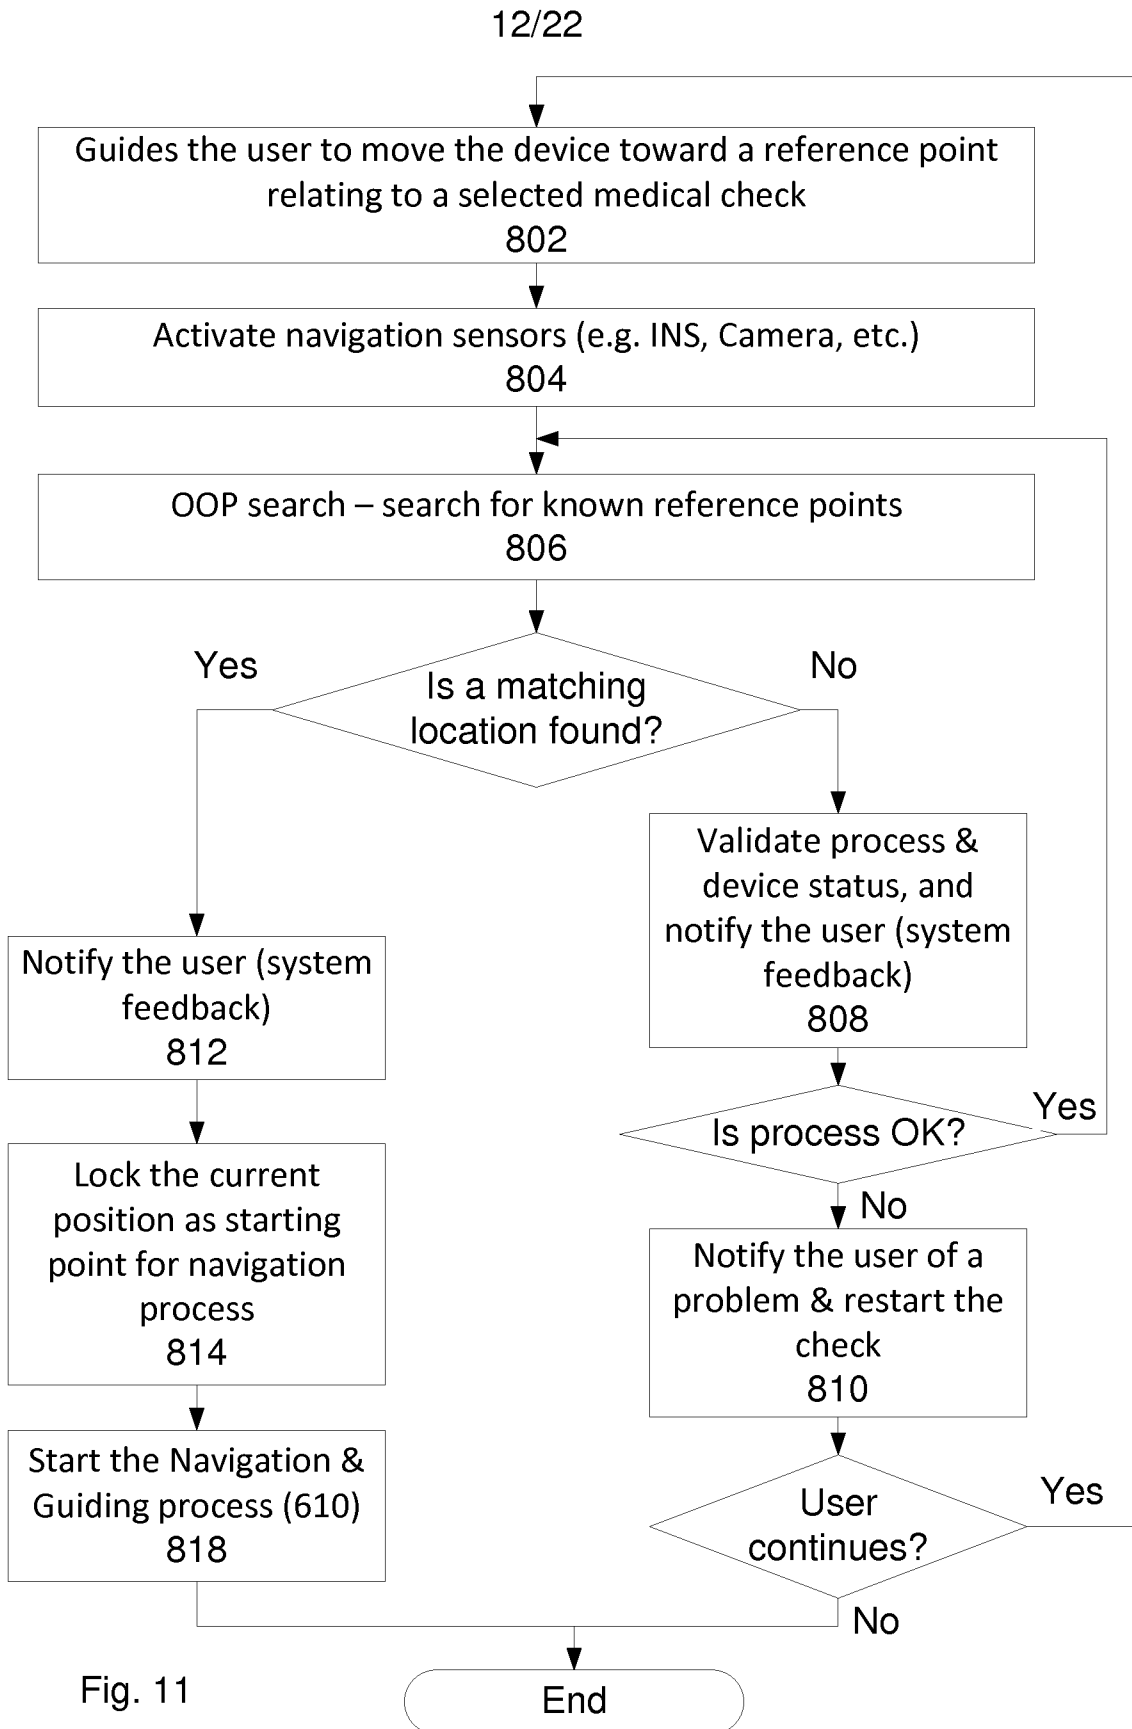 12/22
Guides the user to move the device toward a reference point
relating to a selected medical check
802
Activate navigation sensors (e.g. INS, Camera, etc.)
804
OOP search – search for known reference points
806
Yes
No
Is a matching
location found?
Validate process &
device status, and
notify the user (system
feedback)
808
Notify the user (system
feedback)
812
Is process OK?
Yes
No
Lock the current
position as starting
point for navigation
process
814
Notify the user of a
problem & restart the
check
810
Start the Navigation &
Guiding process (610)
818
User
continues?
Yes
No
Fig. 11
End